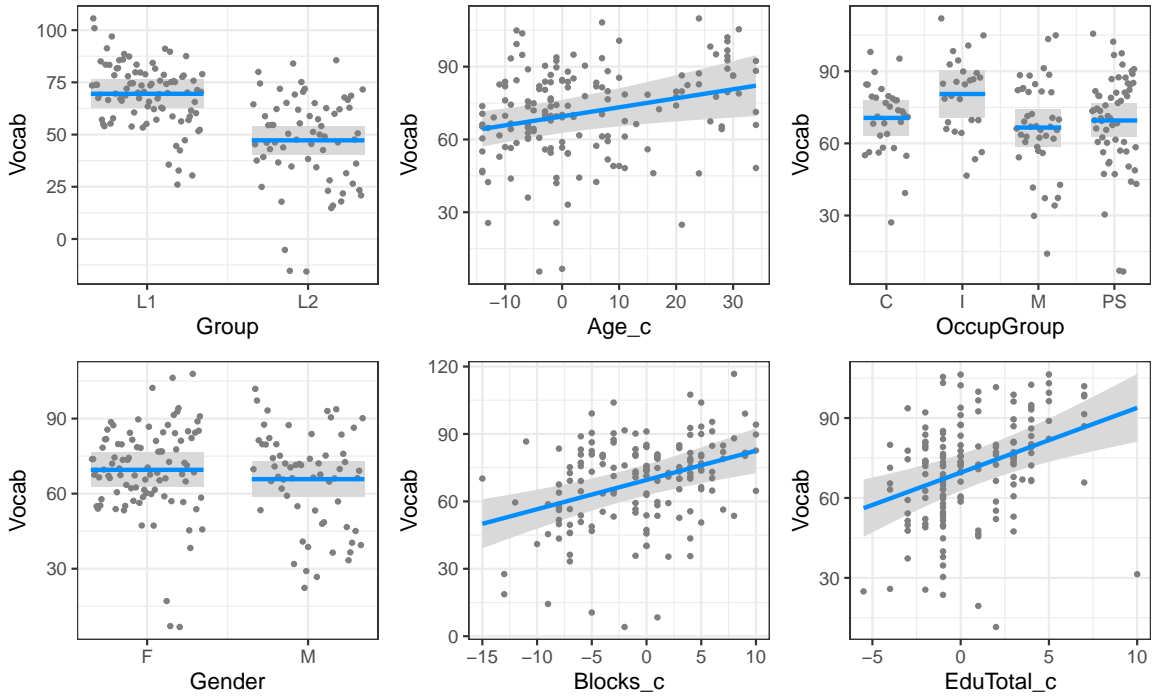 Vocab
100
75
50
25
0
L1 L2
Group
Vocab
90
60
30
−10 0 10 20 30
Age_c
Vocab
90
60
30
C I M PS
OccupGroup
Vocab
90
60
30
F M
Gender
Vocab
120
90
60
30
0
−15 −10 −5 0 5 10
Blocks_c
Vocab
90
60
30
−5 0 5 10
EduTotal_c